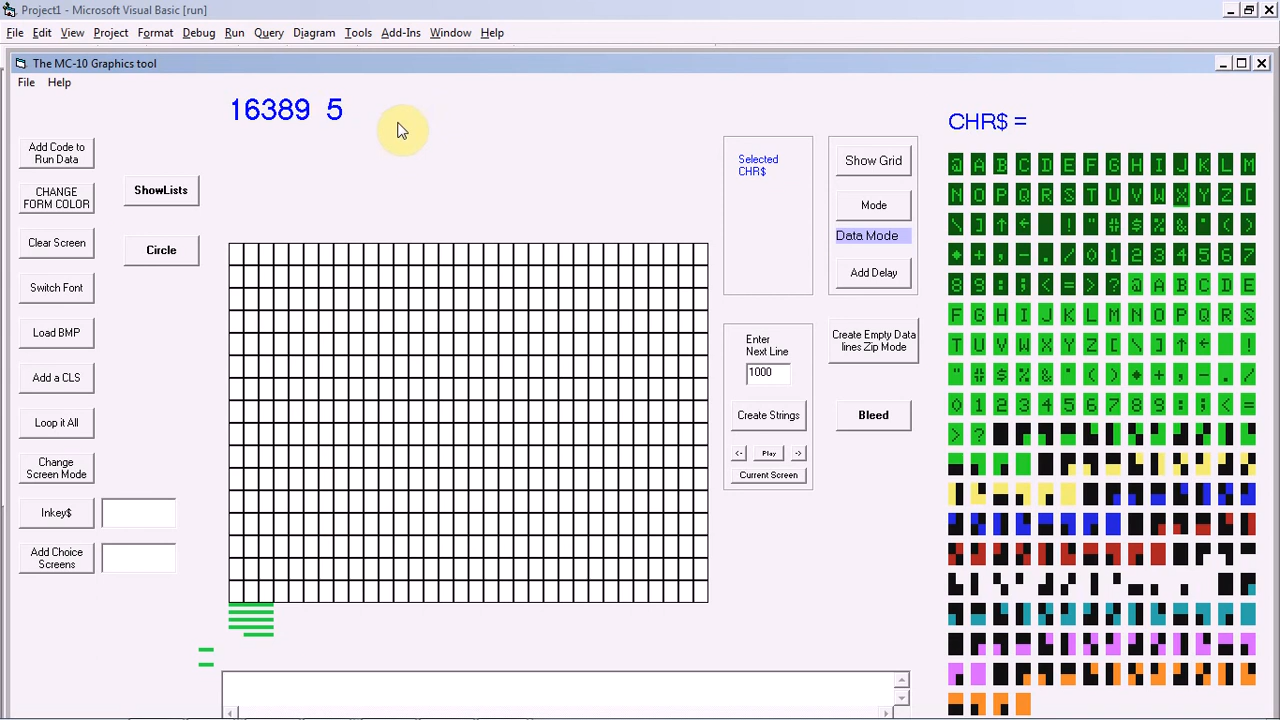 Project1 - Microsoft Visual Basic [run]
File Edit View Project Format Debug Run Query Diagram Tools Add-Ins Window Help
The MC-10 Graphics tool
File Help
16389 5
CHR$ =
Add Code to
Run Data
CHANGE
FORM COLOR
Clear Screen
Switch Font
Load BMP
Add a CLS
Loop it All
Change
Screen Mode
Inkey$
Add Choice
Screens
ShowLists
Circle
Selected
CHR$
Show Grid
Mode
Data Mode
Add Delay
Enter
Next Line
1000
Create Strings
<- Play ->
Current Screen
Create Empty Data
lines Zip Mode
Bleed
@ A B C D E F G H I J K L M
N O P Q R S T U V W X Y Z [
\ ] ↑ ← ! " # $ % & ' ( )
* + , - . / 0 1 2 3 4 5 6 7
8 9 : ; < = > ? @ A B C D E
F G H I J K L M N O P Q R S
T U V W X Y Z [ \ ] ↑ ← !
" # $ % & ' ( ) * + , - . /
0 1 2 3 4 5 6 7 8 9 : ; < =
> ?